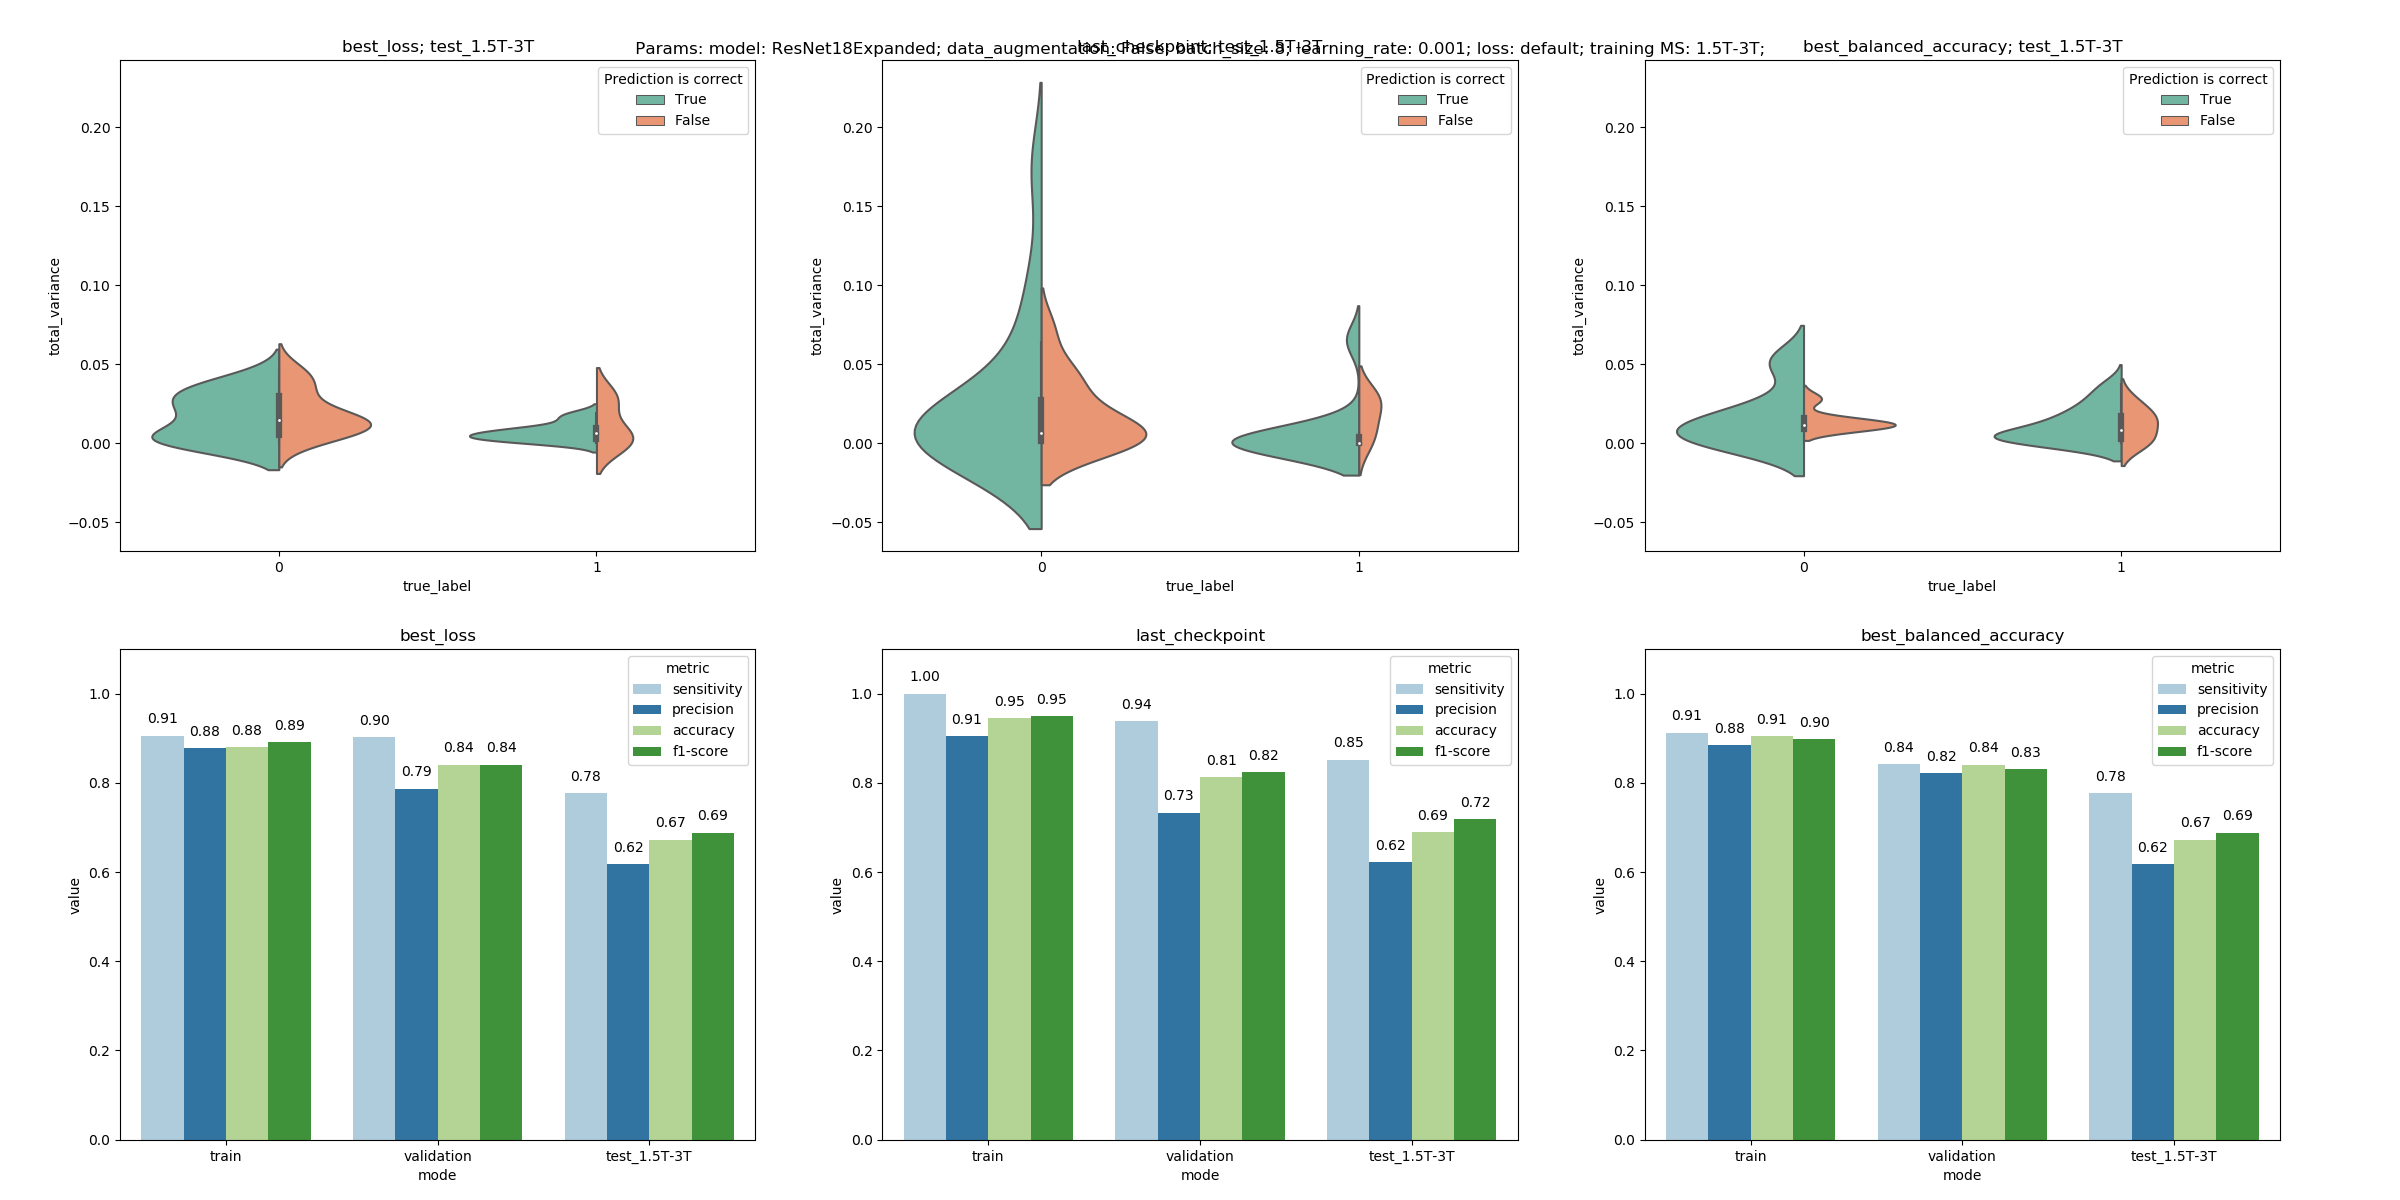 best_loss; test_1.5T-3T
Params: model: ResNet18Expanded; data_augmentation: False; batch_size: 8; learning_rate: 0.001; loss: default; training MS: 1.5T-3T;
last_checkpoint; test_1.5T-3T
best_balanced_accuracy; test_1.5T-3T
Prediction is correct
True
False
0.20
0.15
0.10
0.05
0.00
−0.05
total_variance
0
1
true_label
Prediction is correct
True
False
0.20
0.15
0.10
0.05
0.00
−0.05
total_variance
0
1
true_label
Prediction is correct
True
False
0.20
0.15
0.10
0.05
0.00
−0.05
total_variance
0
1
true_label
best_loss
metric
sensitivity
precision
accuracy
f1-score
1.0
0.8
0.6
0.4
0.2
0.0
value
0.91
0.88
0.88
0.89
0.90
0.79
0.84
0.84
0.78
0.62
0.67
0.69
train
validation
test_1.5T-3T
mode
last_checkpoint
metric
sensitivity
precision
accuracy
f1-score
1.0
0.8
0.6
0.4
0.2
0.0
value
1.00
0.91
0.95
0.95
0.94
0.73
0.81
0.82
0.85
0.62
0.69
0.72
train
validation
test_1.5T-3T
mode
best_balanced_accuracy
metric
sensitivity
precision
accuracy
f1-score
1.0
0.8
0.6
0.4
0.2
0.0
value
0.91
0.88
0.91
0.90
0.84
0.82
0.84
0.83
0.78
0.62
0.67
0.69
train
validation
test_1.5T-3T
mode